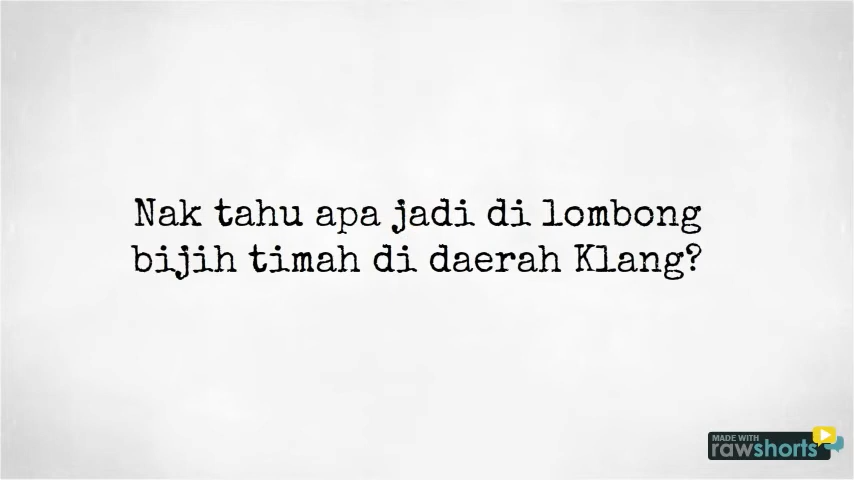 Nak tahu apa jadi di lombong
bijih timah di daerah Klang?
MADE WITH
rawshorts